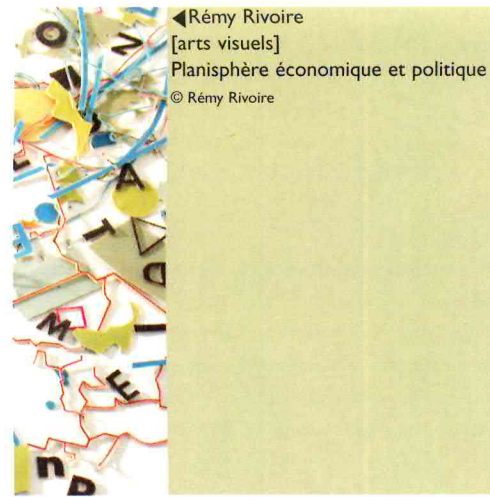 ◀Rémy Rivoire
[arts visuels]
Planisphère économique et politique
© Rémy Rivoire
O
N
A
T
D
M
E
n
D